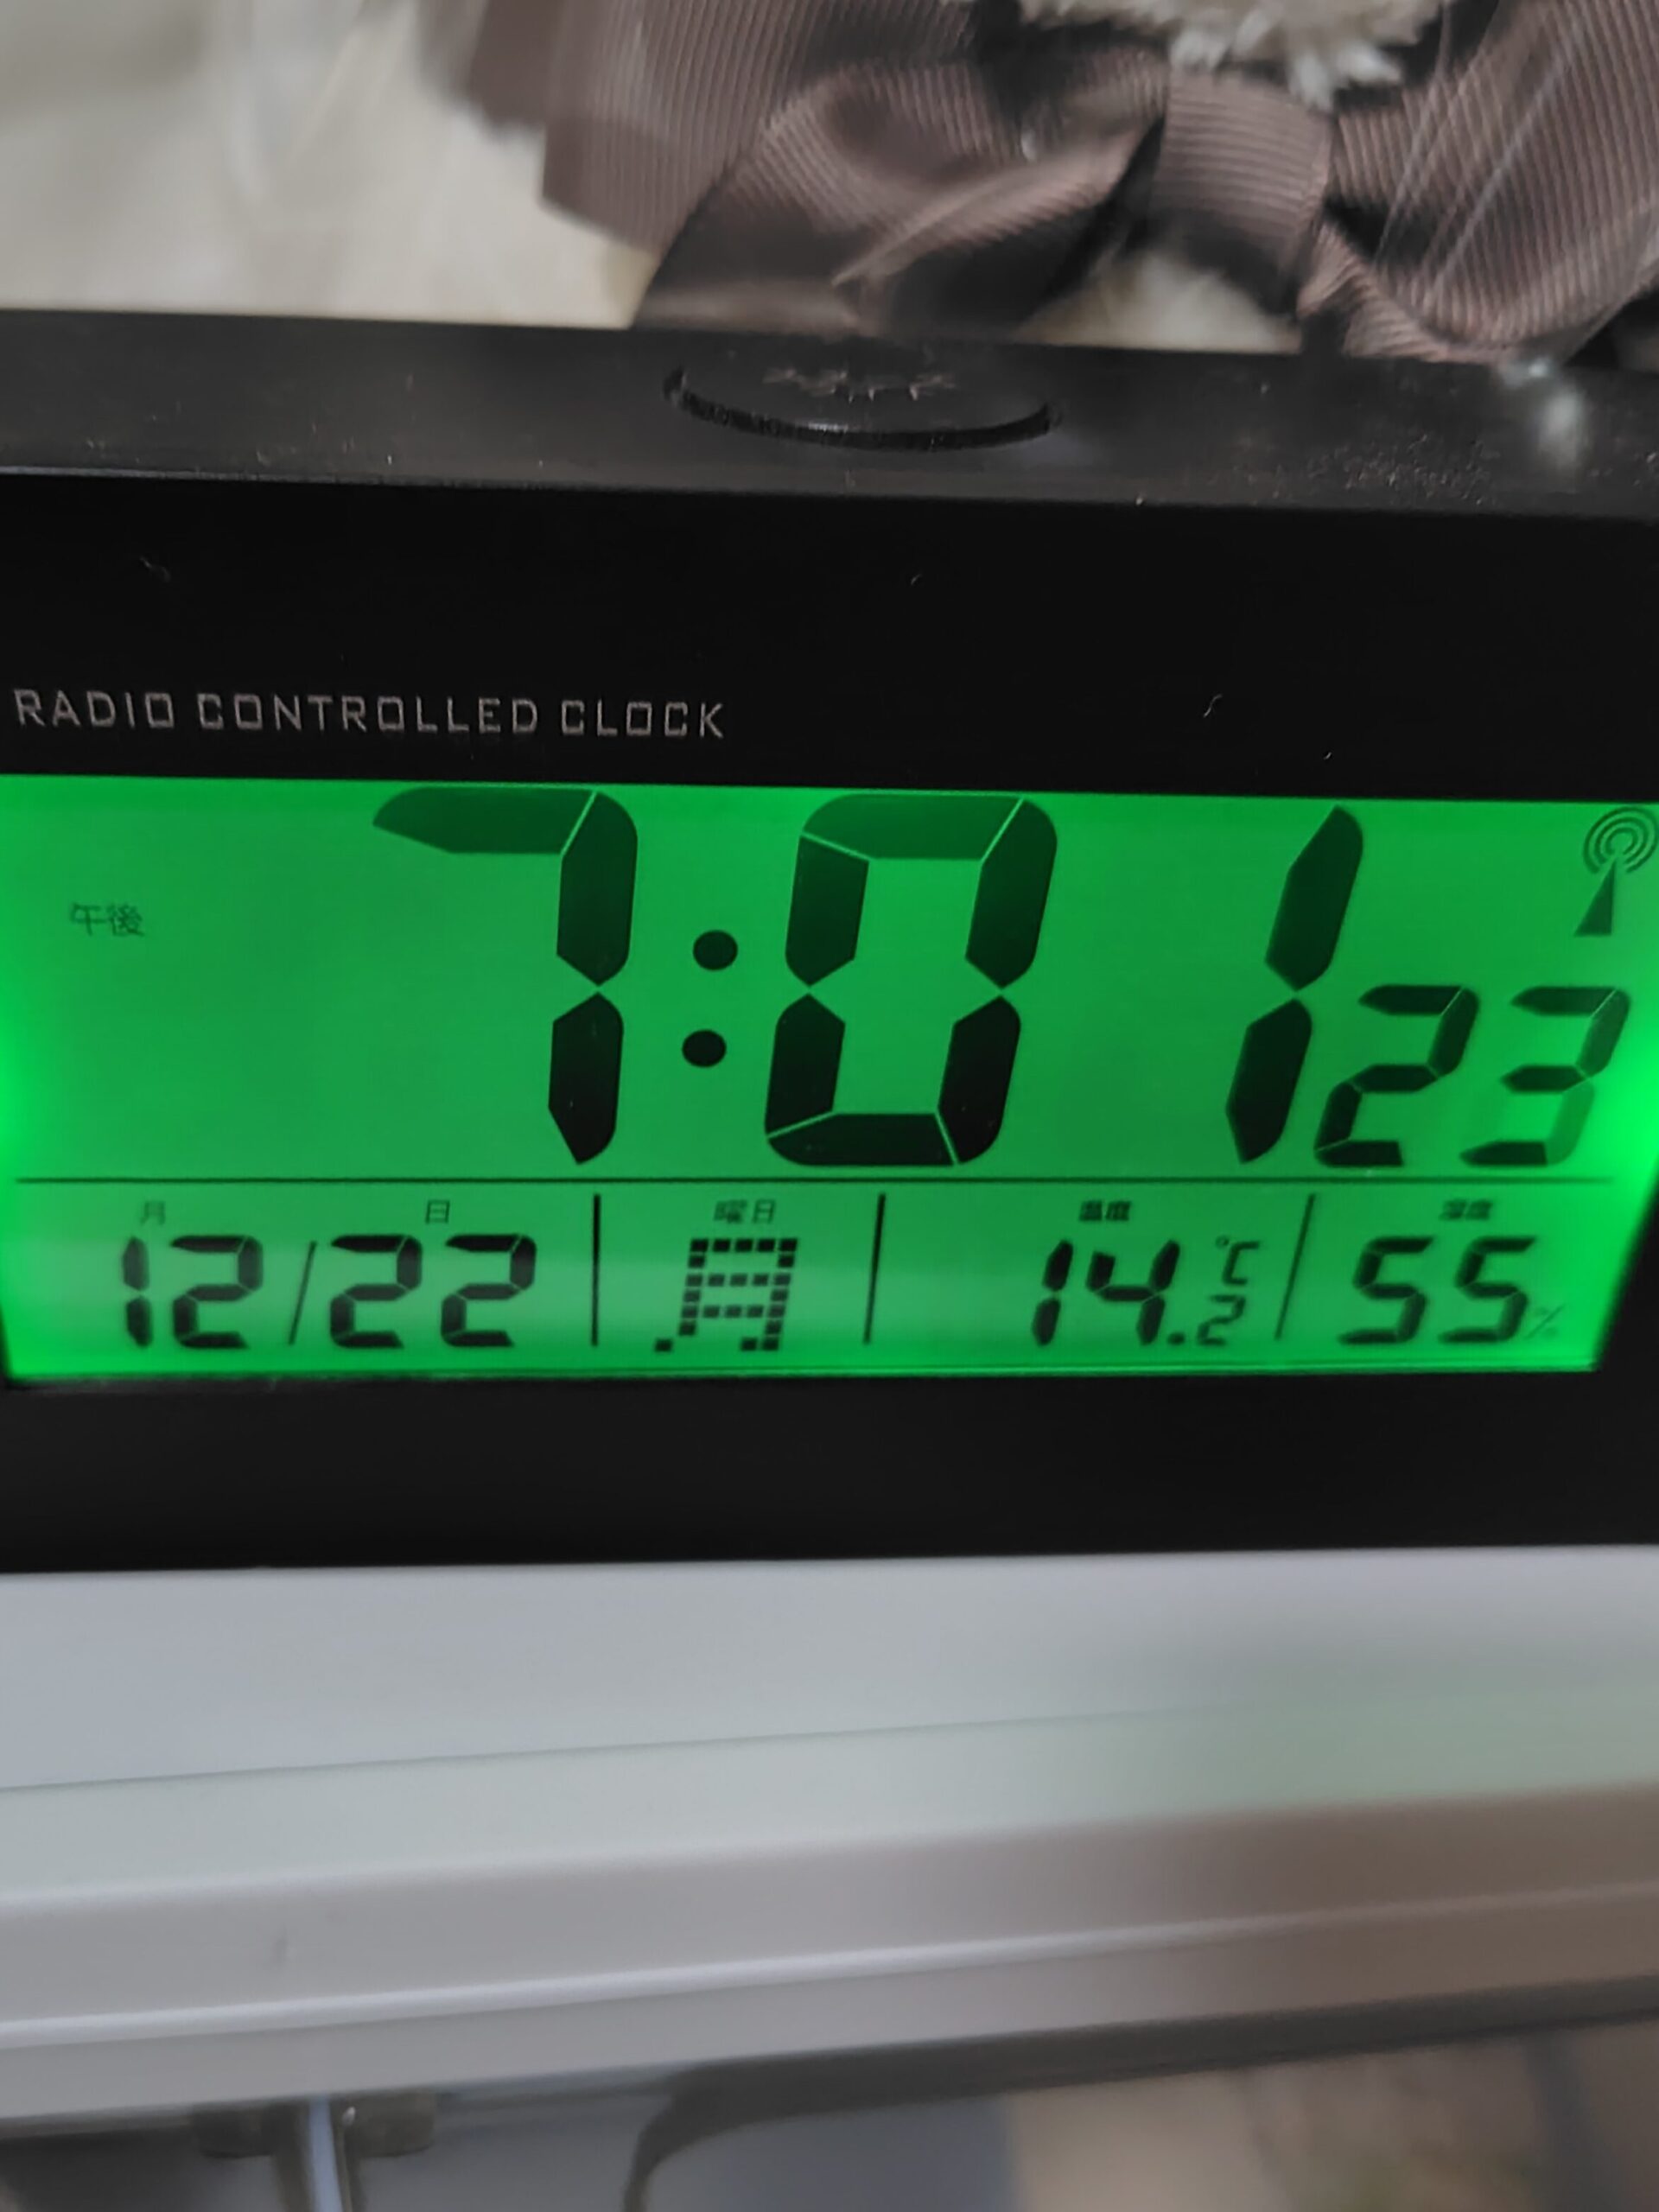 RADIO CONTROLLED CLOCK
午後 7:01 23
月 日 曜日 温度 湿度
12/22 月 14.2℃ 55%